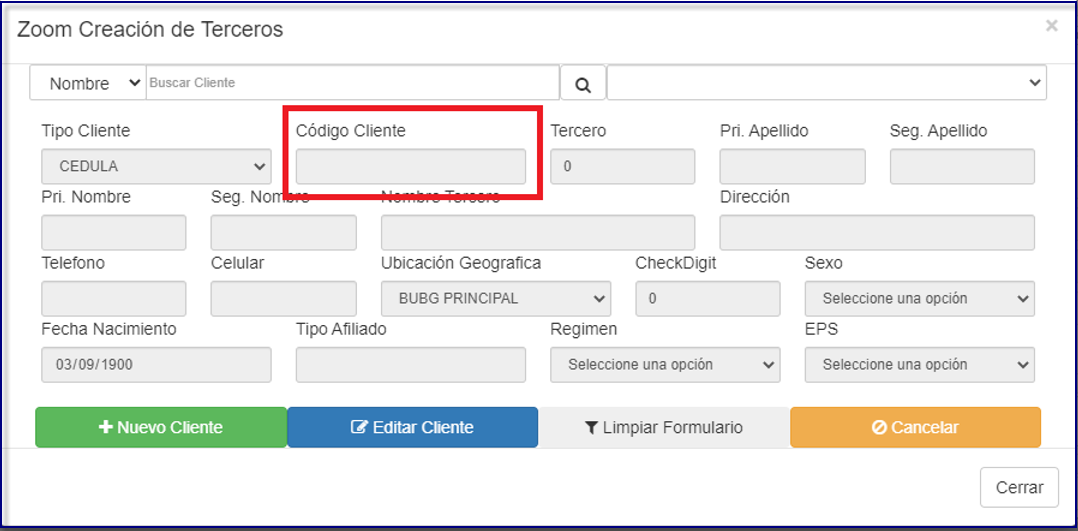 Zoom Creación de Terceros ×
Nombre Buscar Cliente
Tipo Cliente Código Cliente Tercero Pri. Apellido Seg. Apellido
CEDULA 0
Pri. Nombre Seg. Nombre Nombre Tercero Dirección
Telefono Celular Ubicación Geografica CheckDigit Sexo
BUBG PRINCIPAL 0 Seleccione una opción
Fecha Nacimiento Tipo Afiliado Regimen EPS
03/09/1900 Seleccione una opción Seleccione una opción
+ Nuevo Cliente Editar Cliente Limpiar Formulario Cancelar
Cerrar